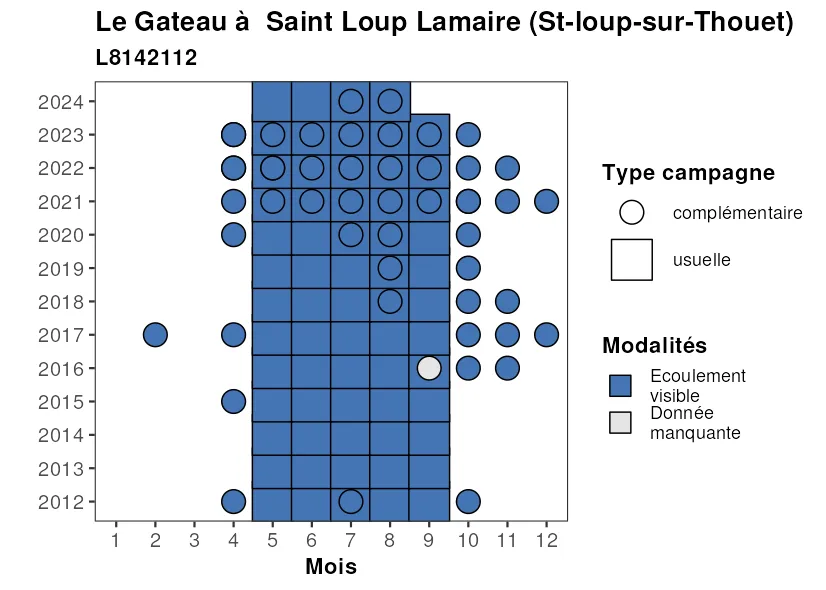 Le Gateau à  Saint Loup Lamaire (St-loup-sur-Thouet)
L8142112
2024
2023
2022
2021
2020
2019
2018
2017
2016
2015
2014
2013
2012
1 2 3 4 5 6 7 8 9 10 11 12
Mois
Type campagne
complémentaire
usuelle
Modalités
Ecoulement
visible
Donnée
manquante